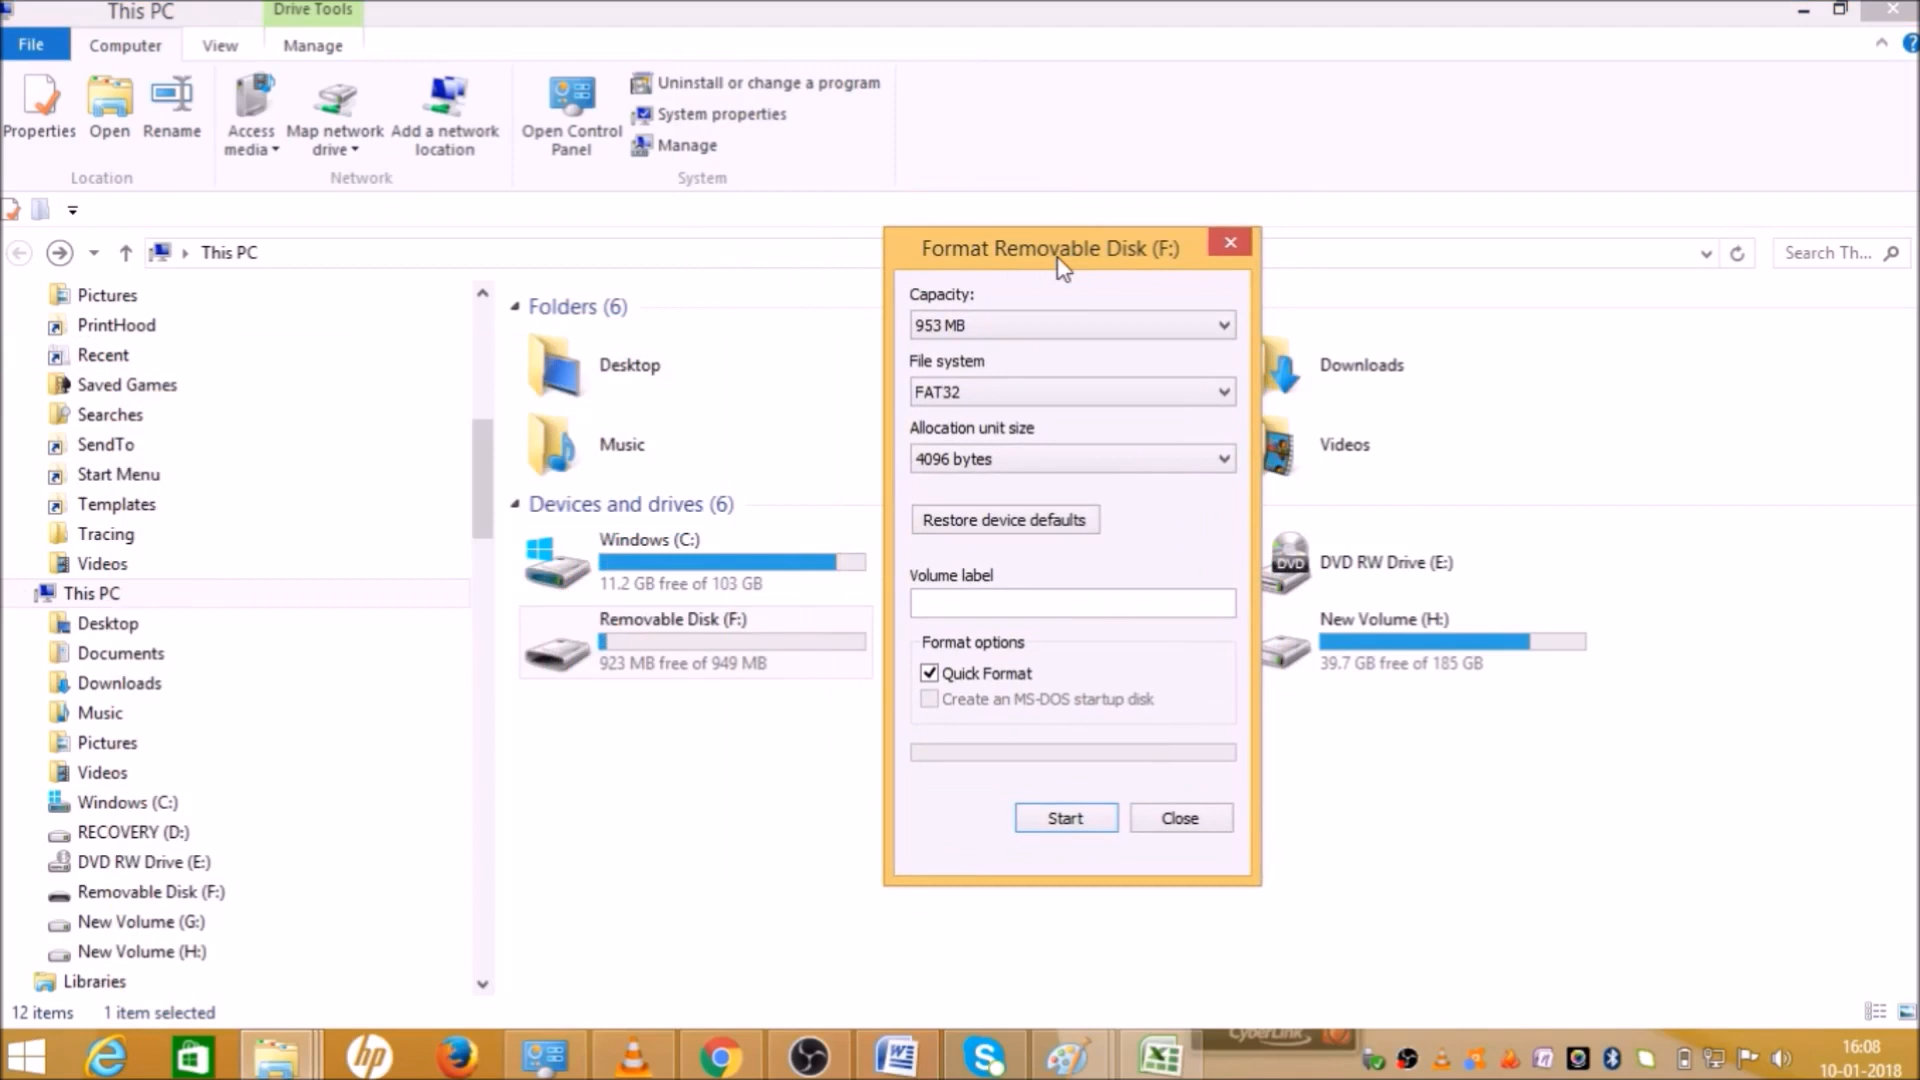 This PC
Drive Tools
File
Computer
View
Manage
Properties
Open
Rename
Access media
Map network drive
Add a network location
Open Control Panel
Uninstall or change a program
System properties
Manage
Location
Network
System
This PC
Search Th...
Pictures
PrintHood
Recent
Saved Games
Searches
SendTo
Start Menu
Templates
Tracing
Videos
This PC
Desktop
Documents
Downloads
Music
Pictures
Videos
Windows (C:)
RECOVERY (D:)
DVD RW Drive (E:)
Removable Disk (F:)
New Volume (G:)
New Volume (H:)
Libraries
Folders (6)
Desktop
Music
Devices and drives (6)
Windows (C:)
11.2 GB free of 103 GB
Removable Disk (F:)
923 MB free of 949 MB
Format Removable Disk (F:)
Capacity:
953 MB
File system
FAT32
Allocation unit size
4096 bytes
Restore device defaults
Volume label
Format options
Quick Format
Create an MS-DOS startup disk
Start
Close
Downloads
Videos
DVD
DVD RW Drive (E:)
New Volume (H:)
39.7 GB free of 185 GB
12 items
1 item selected
hp
CyberLink
16:08
10-01-2018